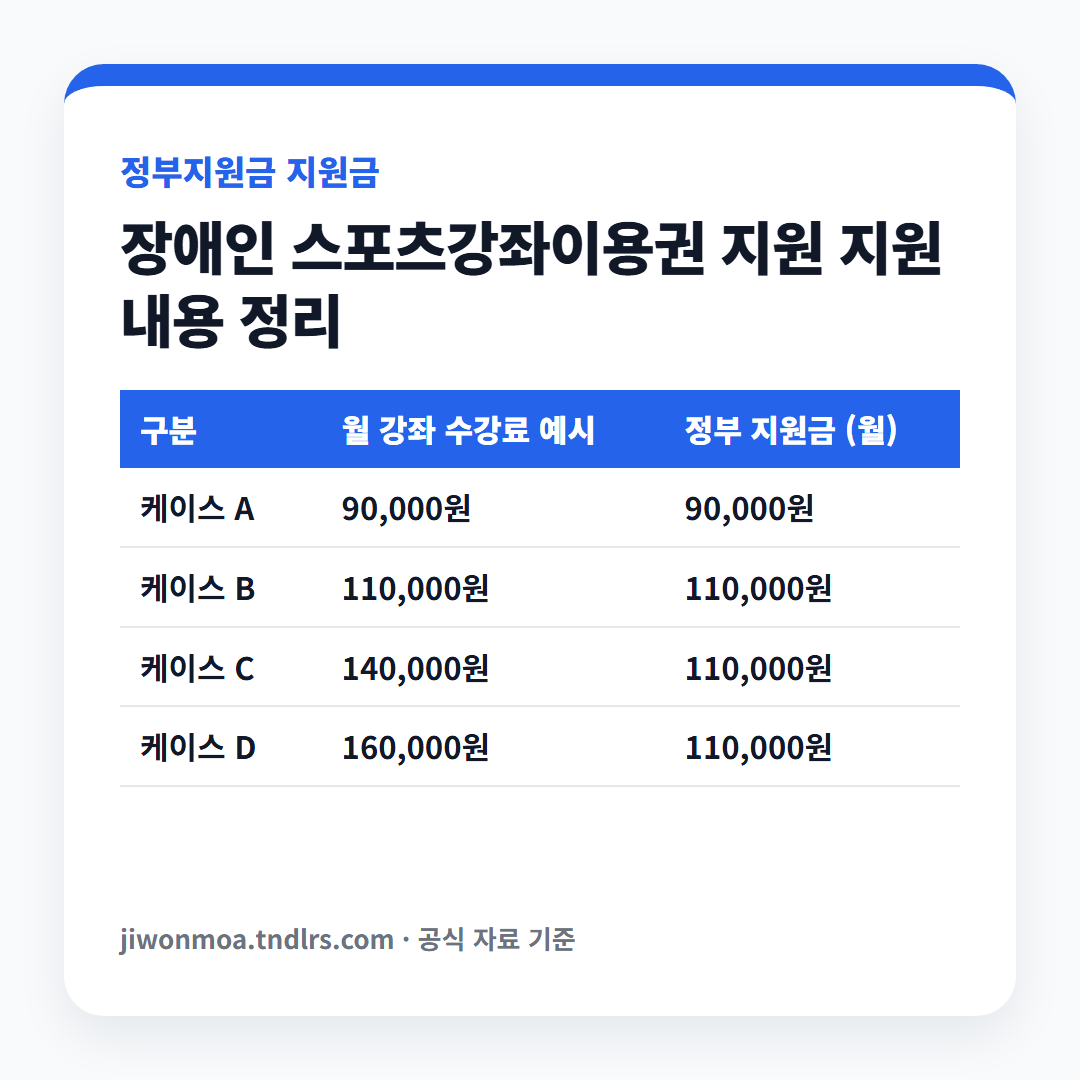 정부지원금 지원금
장애인 스포츠강좌이용권 지원 지원
내용 정리
구분 월 강좌 수강료 예시 정부 지원금 (월)
케이스 A 90,000원 90,000원
케이스 B 110,000원 110,000원
케이스 C 140,000원 110,000원
케이스 D 160,000원 110,000원
jiwonmoa.tndlrs.com · 공식 자료 기준